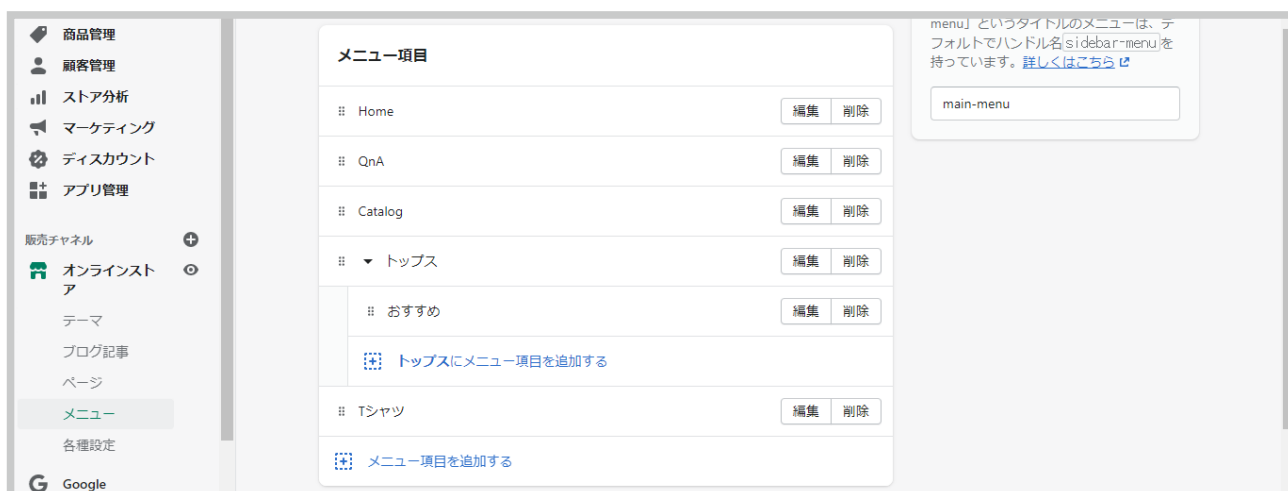 商品管理
顧客管理
ストア分析
マーケティング
ディスカウント
アプリ管理
販売チャネル
オンラインスト
ア
テーマ
ブログ記事
ページ
メニュー
各種設定
Google
メニュー項目
Home 編集 削除
QnA 編集 削除
Catalog 編集 削除
トップス 編集 削除
おすすめ 編集 削除
トップスにメニュー項目を追加する
Tシャツ 編集 削除
メニュー項目を追加する
menu」というタイトルのメニューは、デ
フォルトでハンドル名sidebar-menuを
持っています。詳しくはこちら
main-menu